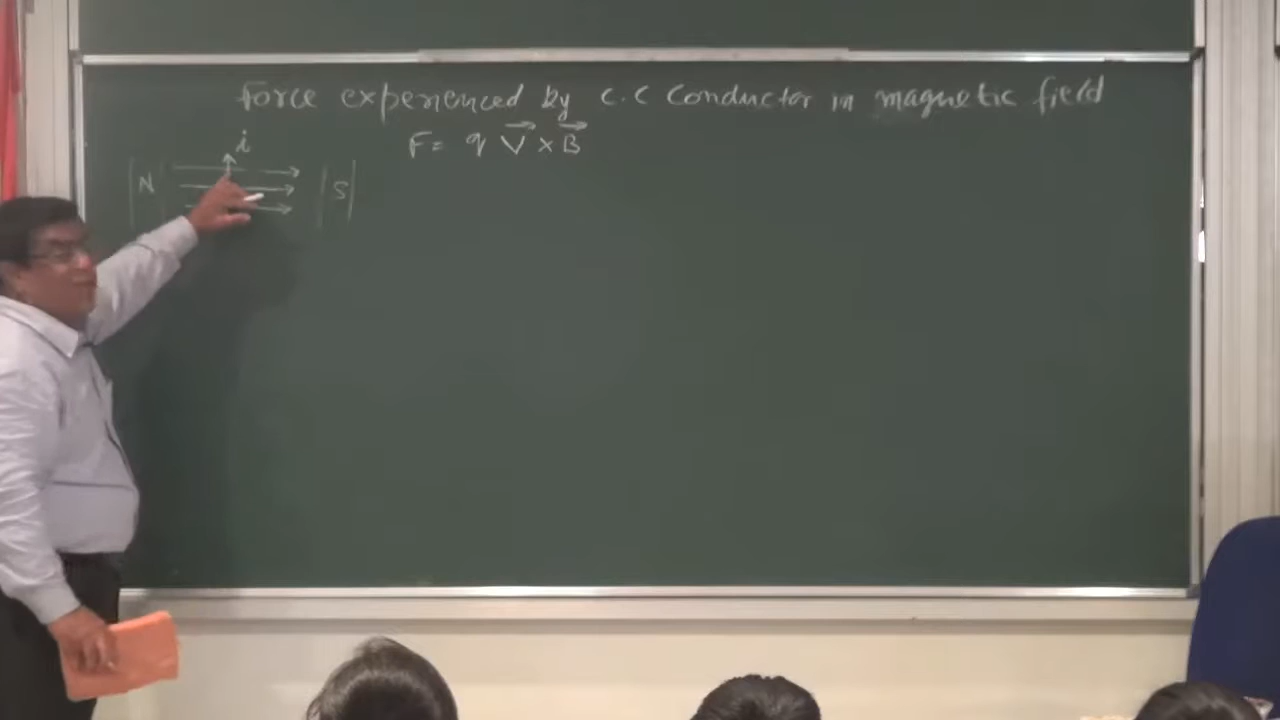 Force experienced by C.C Conductor in magnetic field
F = q V × B
i
N S